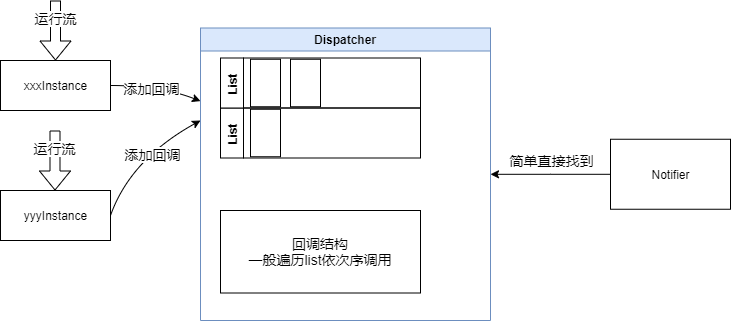 运行流
xxxInstance
添加回调
运行流
yyyInstance
添加回调
Dispatcher
List
List
回调结构
一般遍历list依次序调用
简单直接找到
Notifier